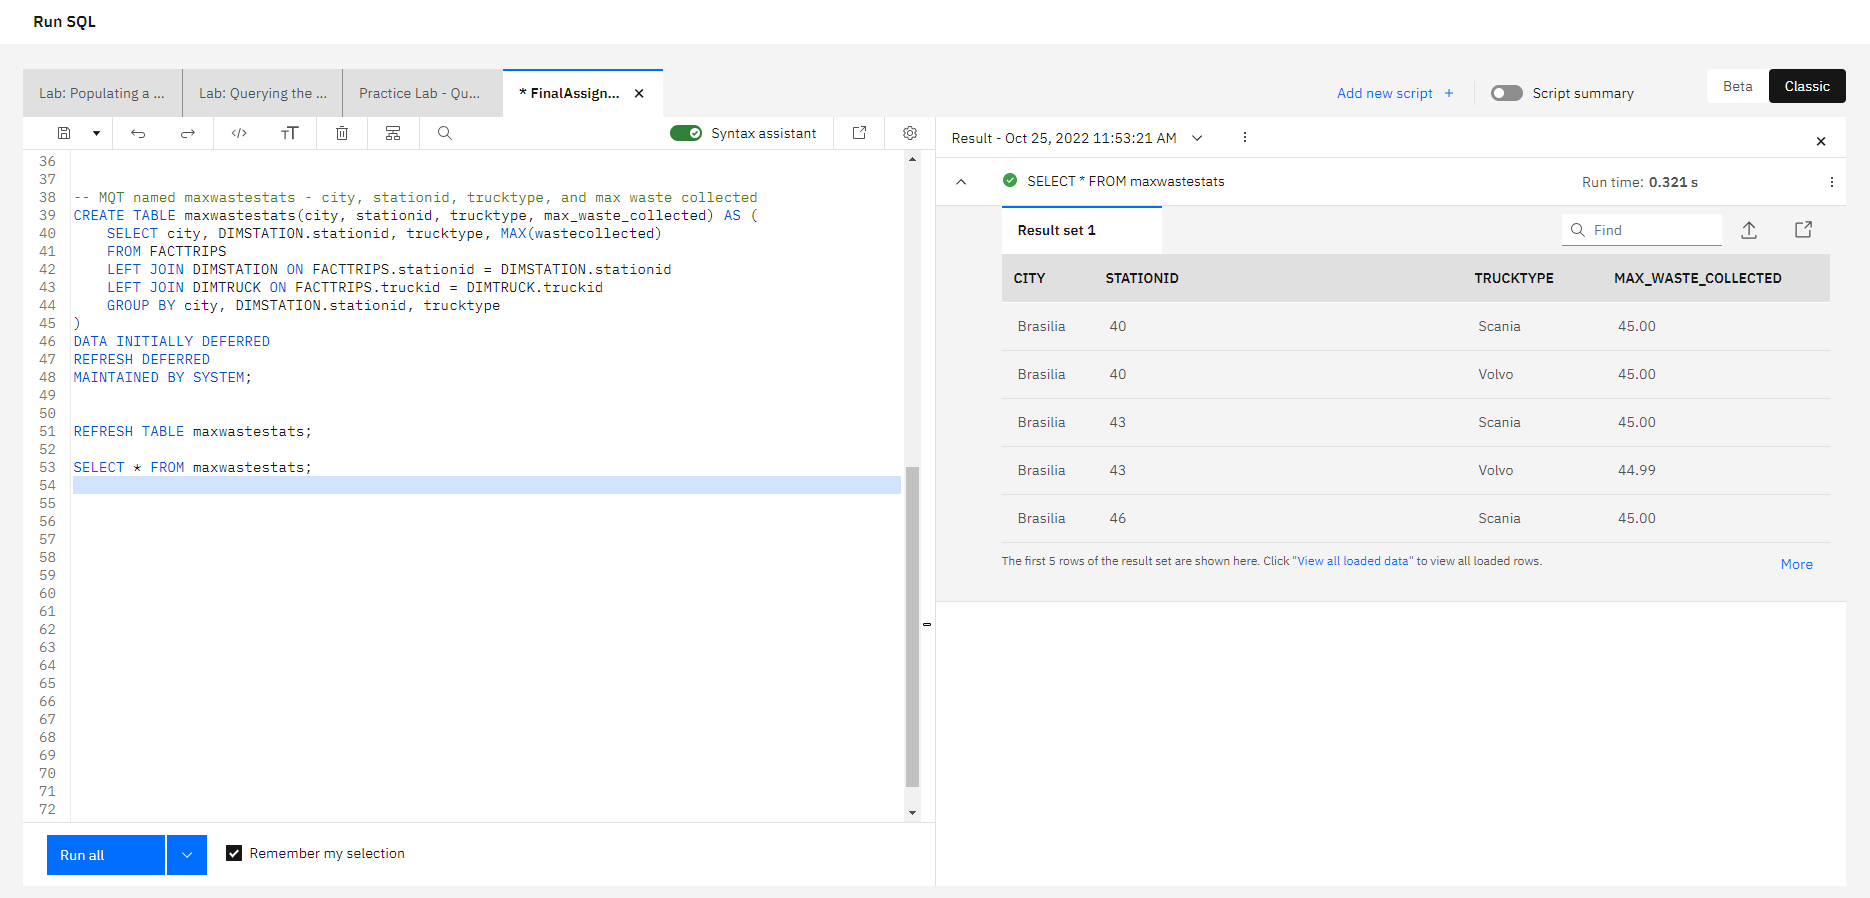 Run SQL
Lab: Populating a ...
Lab: Querying the ...
Practice Lab - Qu...
* FinalAssign...
Add new script +
Script summary
Beta
Classic
Syntax assistant
36
37
38 -- MQT named maxwastestats - city, stationid, trucktype, and max waste collected
39 CREATE TABLE maxwastestats(city, stationid, trucktype, max_waste_collected) AS (
40 SELECT city, DIMSTATION.stationid, trucktype, MAX(wastecollected)
41 FROM FACTTRIPS
42 LEFT JOIN DIMSTATION ON FACTTRIPS.stationid = DIMSTATION.stationid
43 LEFT JOIN DIMTRUCK ON FACTTRIPS.truckid = DIMTRUCK.truckid
44 GROUP BY city, DIMSTATION.stationid, trucktype
45 )
46 DATA INITIALLY DEFERRED
47 REFRESH DEFERRED
48 MAINTAINED BY SYSTEM;
49
50
51 REFRESH TABLE maxwastestats;
52
53 SELECT * FROM maxwastestats;
54
55
56
57
58
59
60
61
62
63
64
65
66
67
68
69
70
71
72
Run all
Remember my selection
Result - Oct 25, 2022 11:53:21 AM
SELECT * FROM maxwastestats
Run time: 0.321 s
Result set 1
Find
CITY STATIONID TRUCKTYPE MAX_WASTE_COLLECTED
Brasilia 40 Scania 45.00
Brasilia 40 Volvo 45.00
Brasilia 43 Scania 45.00
Brasilia 43 Volvo 44.99
Brasilia 46 Scania 45.00
The first 5 rows of the result set are shown here. Click "View all loaded data" to view all loaded rows.
More